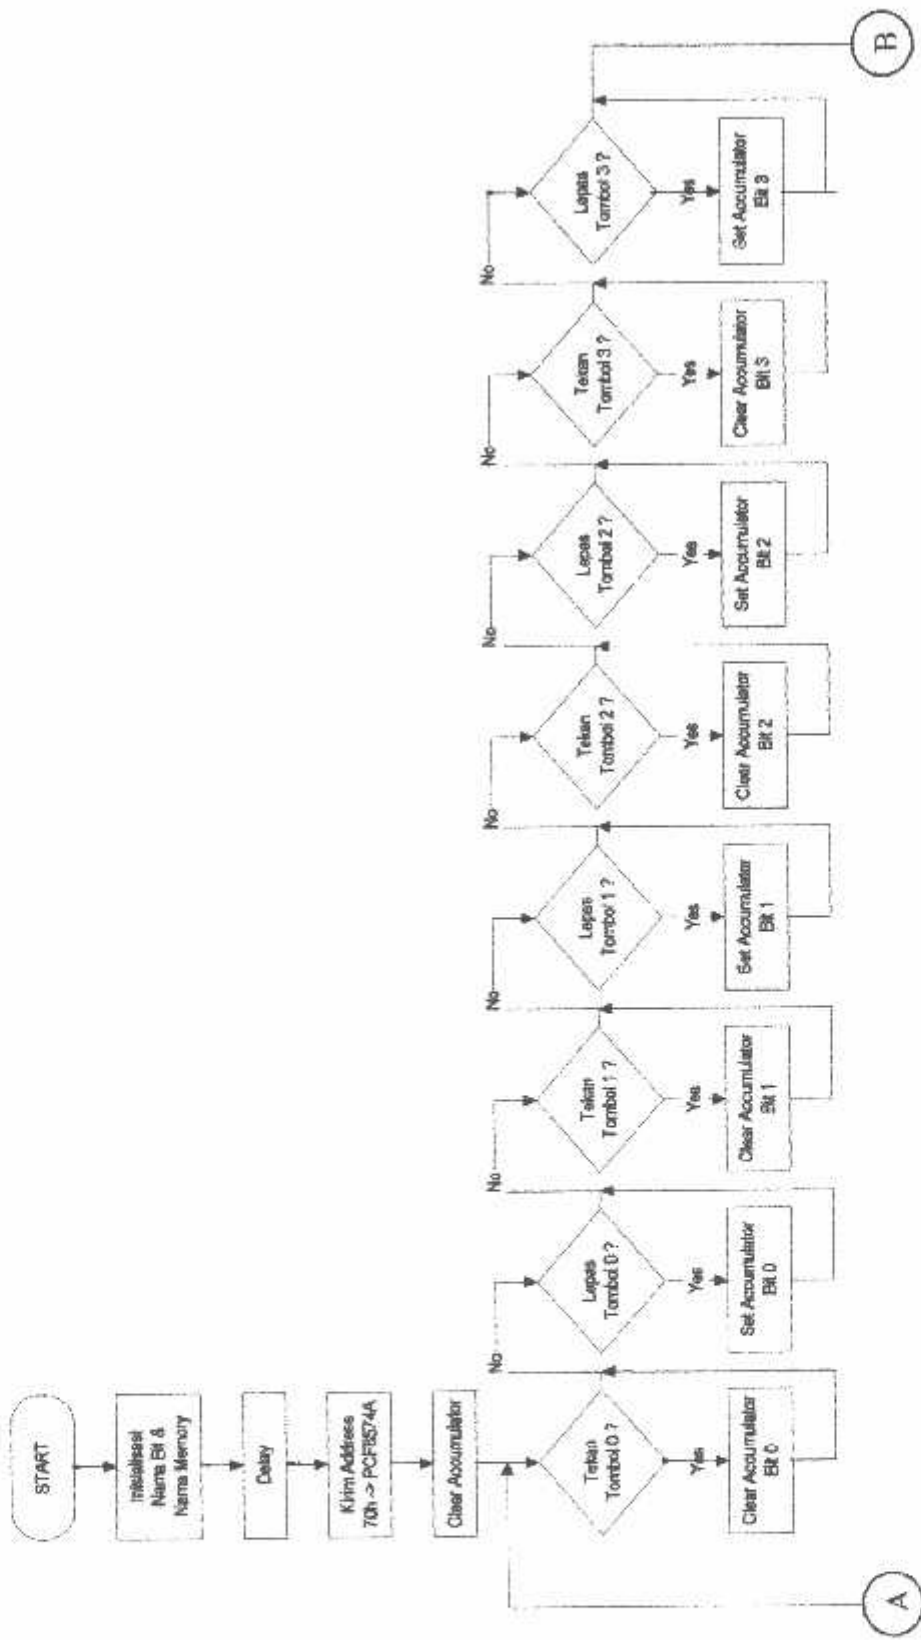 START
Inisialisasi
Nama Bit &
Nama Memory
Delay
Kirim Address
70h -> PCF8574A
Clear Accumulator
Tekan
Tombol 0 ?
Yes
Clear Accumulator
Bit 0
No
Lepas
Tombol 0 ?
Yes
Set Accumulator
Bit 0
No
Tekan
Tombol 1 ?
Yes
Clear Accumulator
Bit 1
No
Lepas
Tombol 1 ?
Yes
Set Accumulator
Bit 1
No
Tekan
Tombol 2 ?
Yes
Clear Accumulator
Bit 2
No
Lepas
Tombol 2 ?
Yes
Set Accumulator
Bit 2
No
Tekan
Tombol 3 ?
Yes
Clear Accumulator
Bit 3
No
Lepas
Tombol 3 ?
Yes
Set Accumulator
Bit 3
A
B